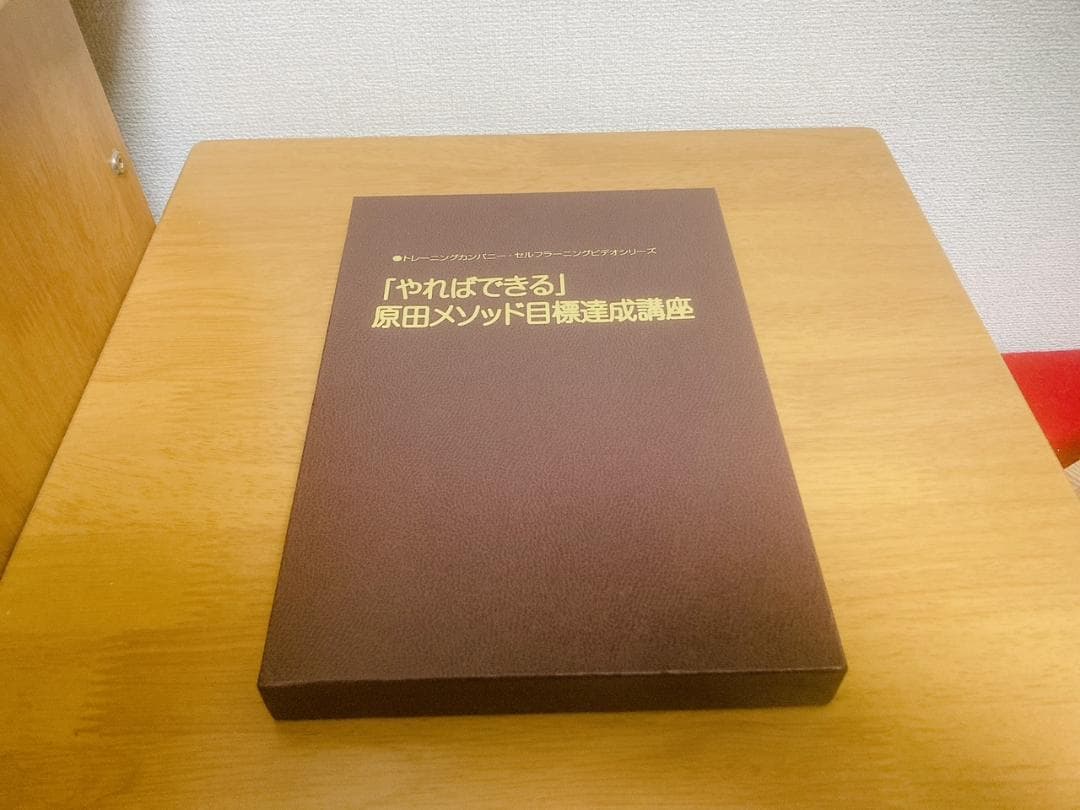 ●トレーニングカンパニー・セルフラーニングビデオシリーズ
「やればできる」
原田メソッド目標達成講座